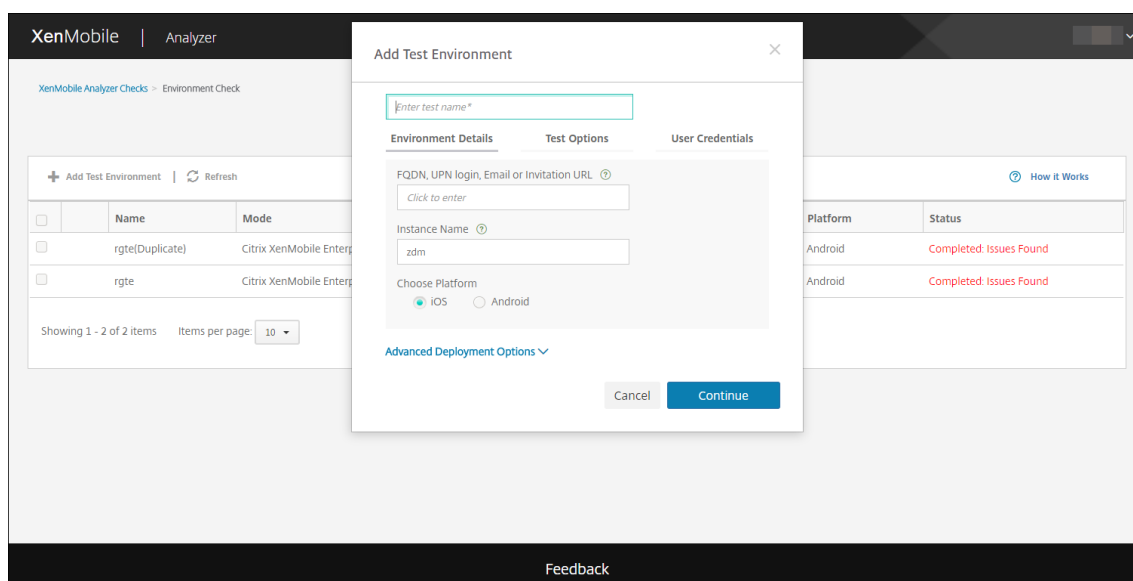 XenMobile | Analyzer
XenMobile Analyzer Checks > Environment Check
Add Test Environment | Refresh
How it Works
Name Mode Platform Status
rgte(Duplicate) Citrix XenMobile Enterp Android Completed: Issues Found
rgte Citrix XenMobile Enterp Android Completed: Issues Found
Showing 1 - 2 of 2 items Items per page: 10
Add Test Environment
Enter test name*
Environment Details Test Options User Credentials
FQDN, UPN login, Email or Invitation URL ?
Click to enter
Instance Name ?
zdm
Choose Platform
iOS Android
Advanced Deployment Options
Cancel Continue
Feedback